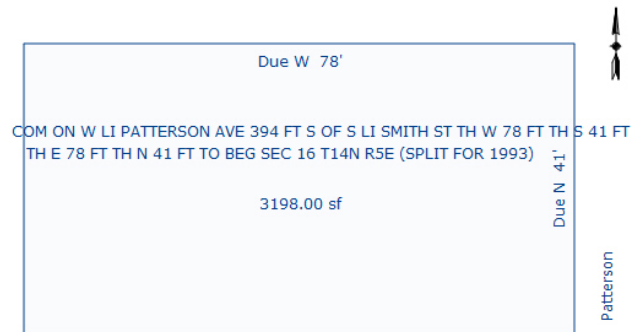 Due W 78'
COM ON W LI PATTERSON AVE 394 FT S OF S LI SMITH ST TH W 78 FT TH S 41 FT
TH E 78 FT TH N 41 FT TO BEG SEC 16 T14N R5E (SPLIT FOR 1993)
Due N 41'
3198.00 sf
Patterson